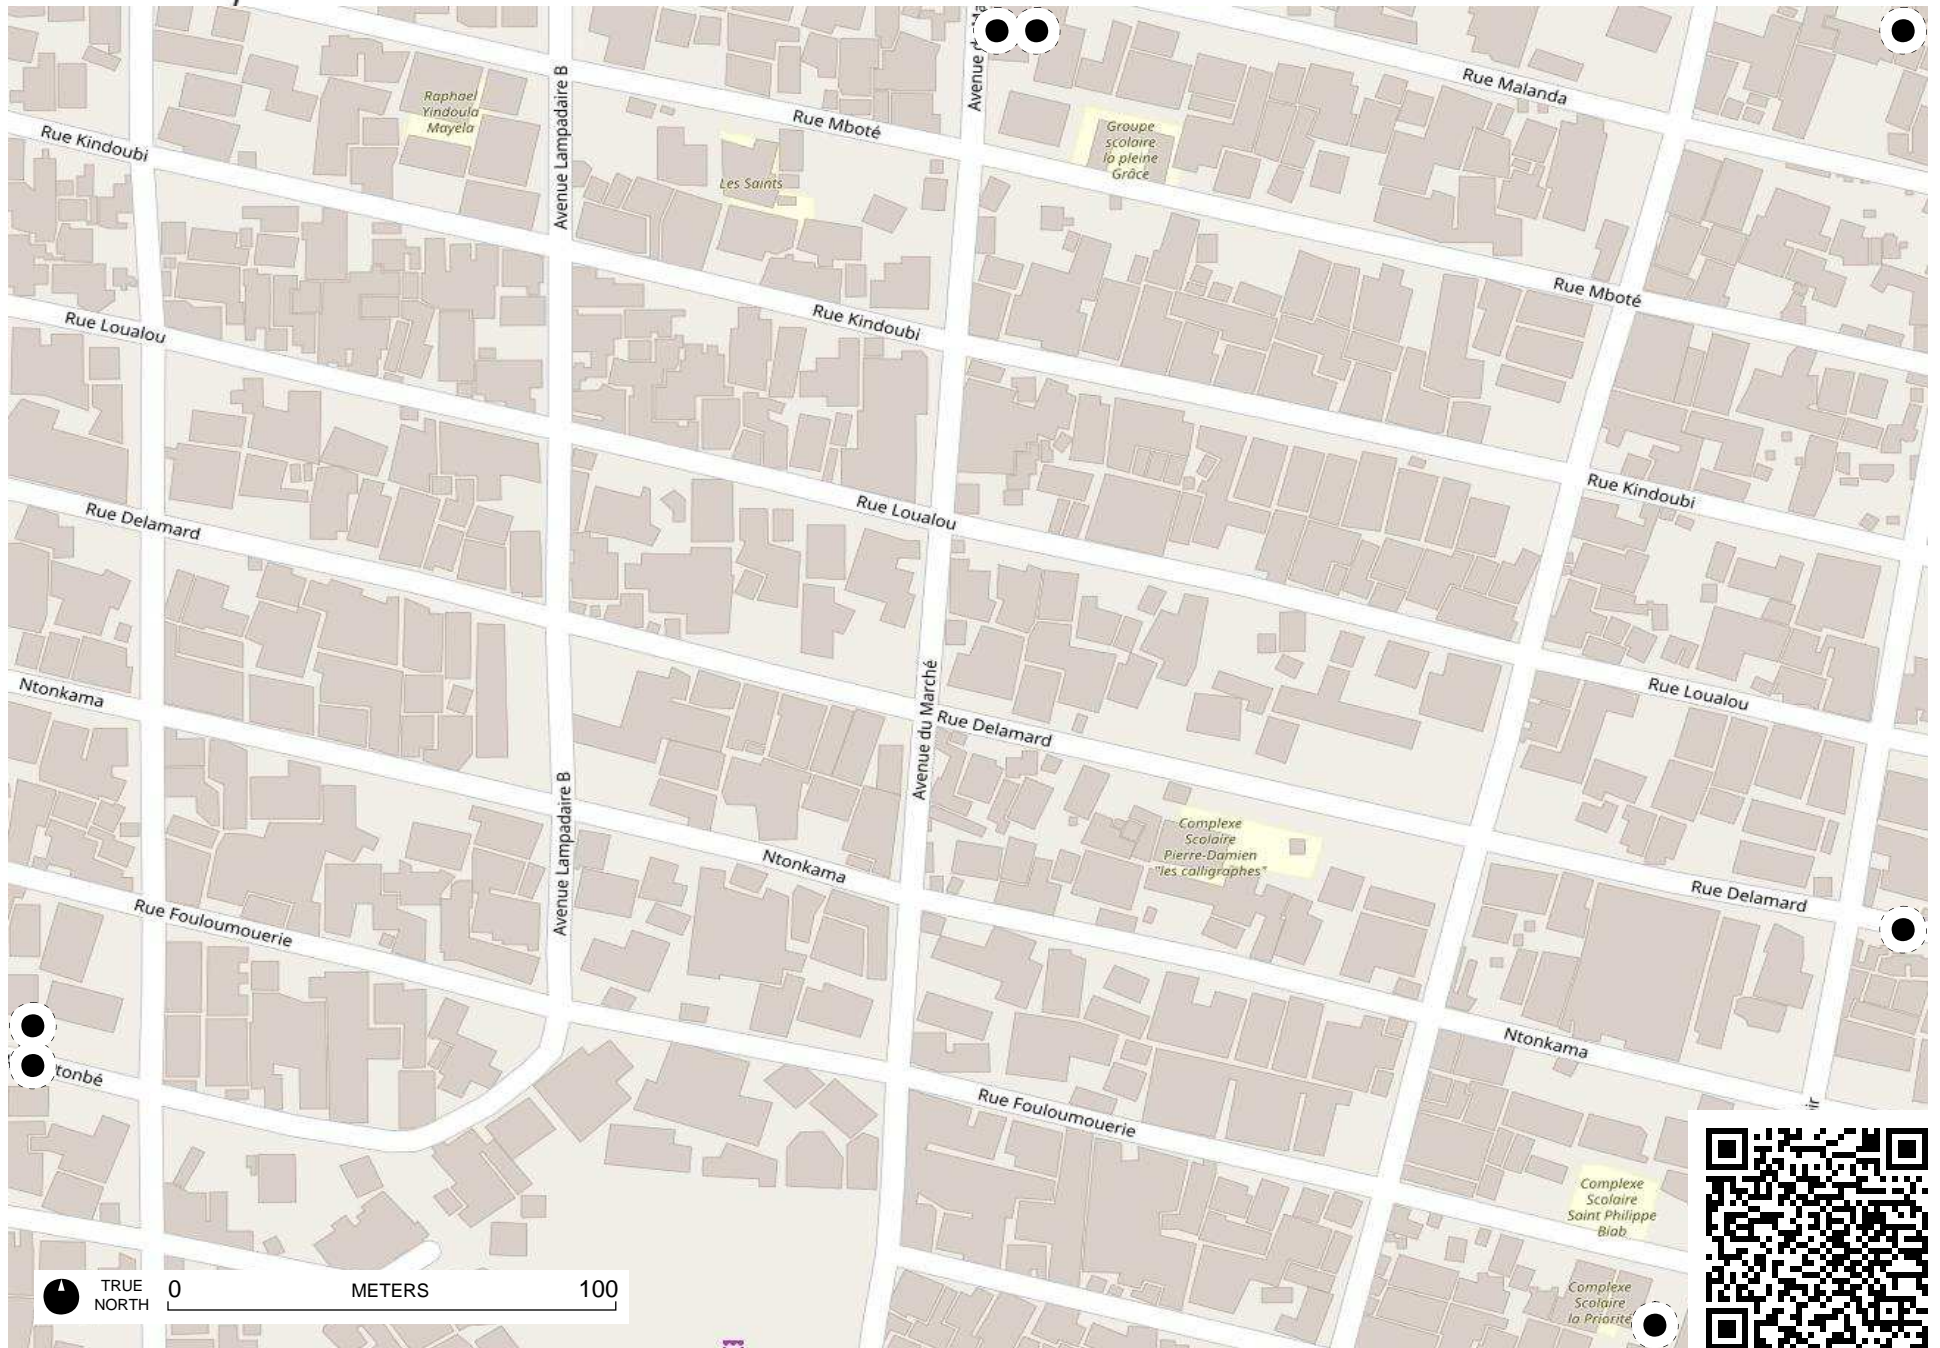 Avenue Lampadaire B
Rue Malanda
Raphael
Yindoula
Mayela
Rue Mboté
Groupe
scolaire
la pleine
Grâce
Rue Kindoubi
Les Saints
Rue Mboté
Rue Loualou
Rue Kindoubi
Rue Kindoubi
Rue Delamard
Rue Loualou
Ntonkama
Avenue du Marché
Rue Delamard
Rue Loualou
Avenue Lampadaire B
Complexe
Scolaire
Pierre-Damien
"les calligraphes"
Ntonkama
Rue Delamard
Rue Fouloumouerie
Ntonkama
tonbé
Rue Fouloumouerie
Complexe
Scolaire
Saint Philippe
Biab
Complexe
Scolaire
la Priorité
TRUE
NORTH
0 METERS 100